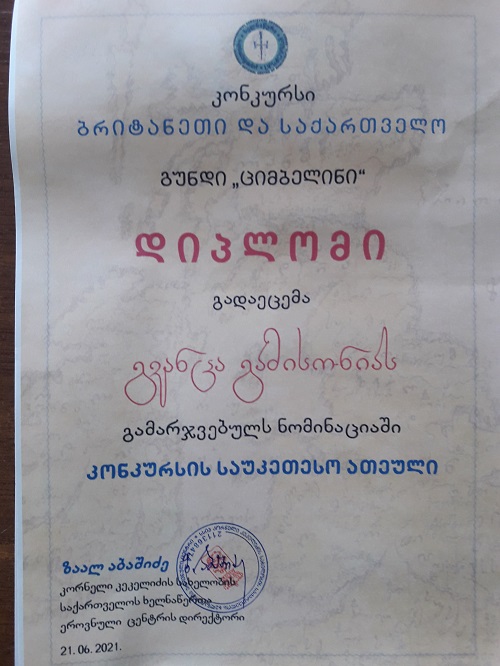 კონკურსი
ბრიტანეთი და საქართველო
გუნდი „ციმბელინი“
დიპლომი
გადაეცემა
გვანცა გამისონიას
გამარჯვებულს ნომინაციაში
კონკურსის საუკეთესო ათეული
ზაალ აბაშიძე
კორნელი კეკელიძის სახელობის
საქართველოს ხელნაწერთა
ეროვნული ცენტრის დირექტორი
21. 06. 2021.